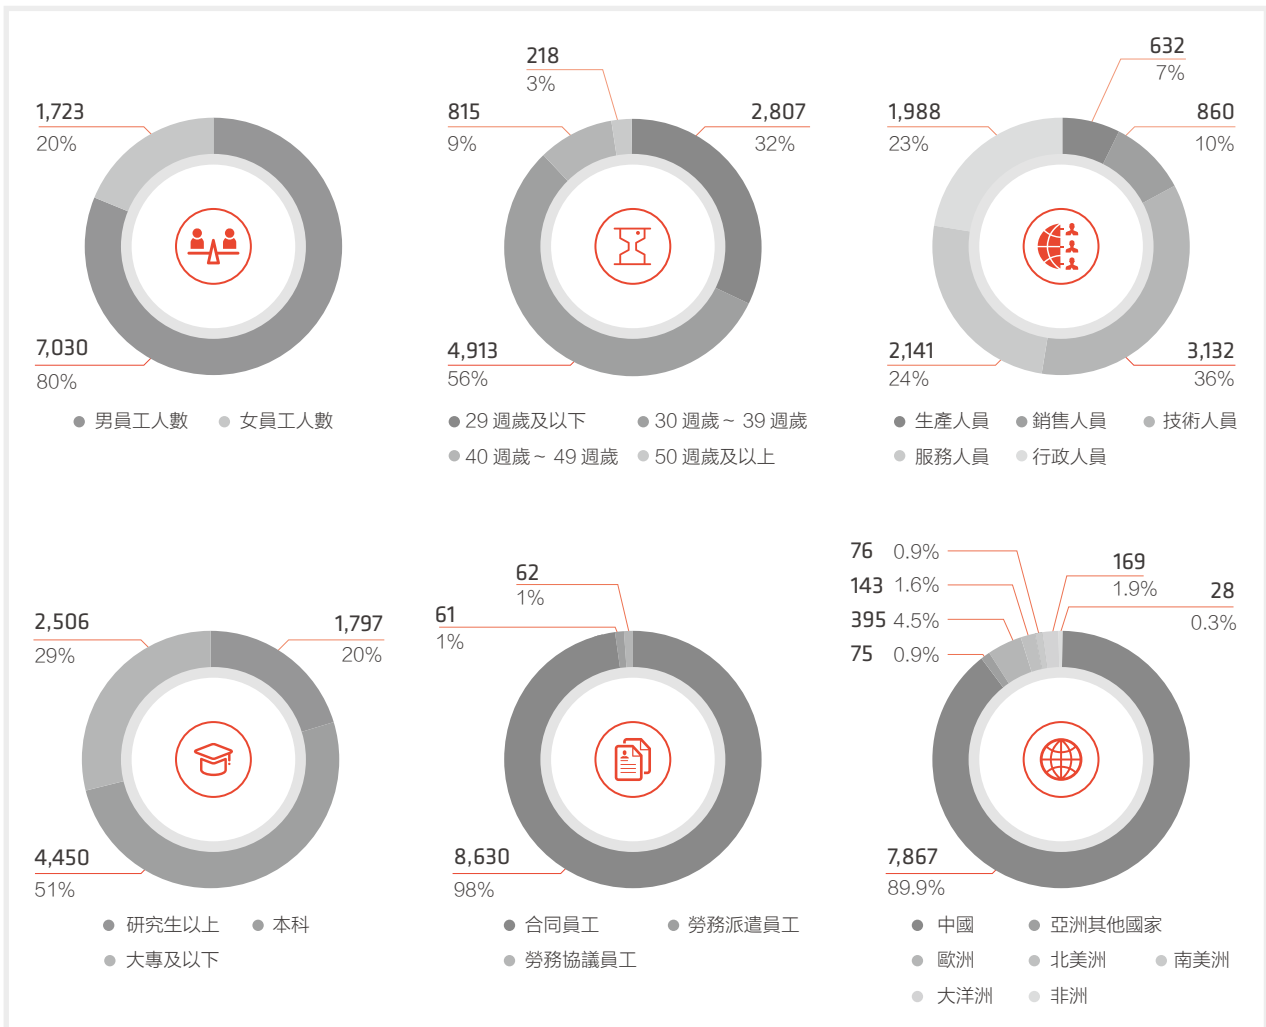 1,723
20%
7,030
80%
男員工人數
女員工人數
218
3%
815
9%
2,807
32%
4,913
56%
29 週歲及以下
30 週歲~ 39 週歲
40 週歲~ 49 週歲
50 週歲及以上
632
7%
1,988
23%
860
10%
2,141
24%
3,132
36%
生產人員
銷售人員
技術人員
服務人員
行政人員
2,506
29%
1,797
20%
4,450
51%
研究生以上
本科
大專及以下
62
1%
61
1%
8,630
98%
合同員工
勞務派遣員工
勞務協議員工
76 0.9%
143 1.6%
395 4.5%
75 0.9%
169
1.9%
28
0.3%
7,867
89.9%
中國
亞洲其他國家
歐洲
北美洲
南美洲
大洋洲
非洲